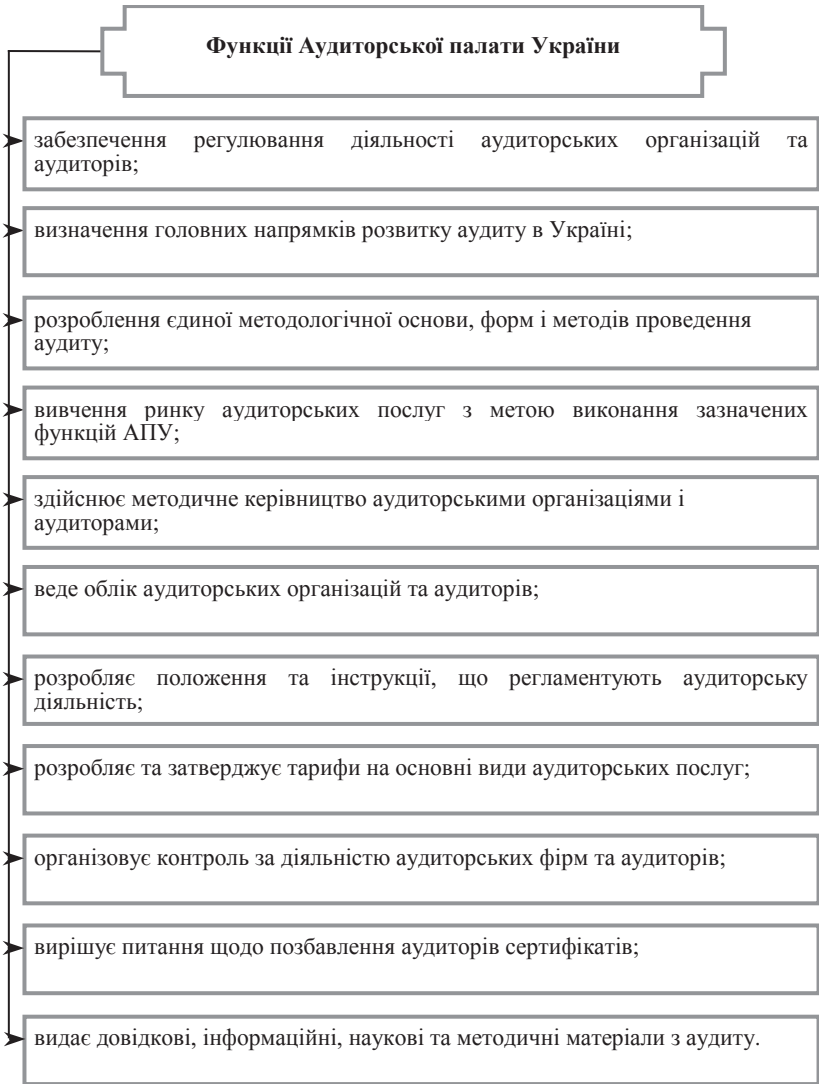 Функції Аудиторської палати України
забезпечення регулювання діяльності аудиторських організацій та
аудиторів;
визначення головних напрямків розвитку аудиту в Україні;
розроблення єдиної методологічної основи, форм і методів проведення
аудиту;
вивчення ринку аудиторських послуг з метою виконання зазначених
функцій АПУ;
здійснює методичне керівництво аудиторськими організаціями і
аудиторами;
веде облік аудиторських організацій та аудиторів;
розробляє положення та інструкції, що регламентують аудиторську
діяльність;
розробляє та затверджує тарифи на основні види аудиторських послуг;
організовує контроль за діяльністю аудиторських фірм та аудиторів;
вирішує питання щодо позбавлення аудиторів сертифікатів;
видає довідкові, інформаційні, наукові та методичні матеріали з аудиту.